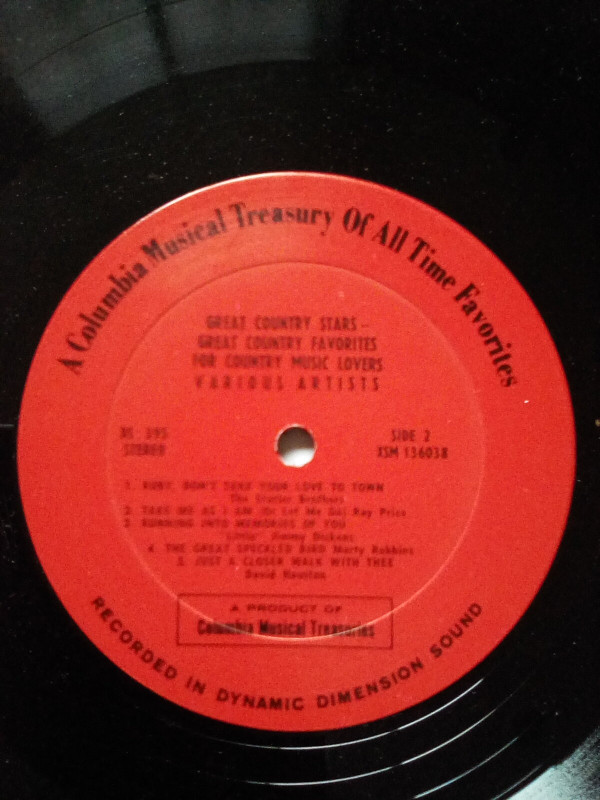 A Columbia Musical Treasury Of All Time Favorites
GREAT COUNTRY STARS–
GREAT COUNTRY FAVORITES
FOR COUNTRY MUSIC LOVERS
VARIOUS ARTISTS
395
STEREO
SIDE 2
XSM 136038
1. RUBY, DON'T TAKE YOUR LOVE TO TOWN
The Statler Brothers
2. TAKE ME AS I AM (Or Let Me Go) Ray Price
3. RUNNING INTO MEMORIES OF YOU
Little Jimmy Dickens
4. THE GREAT SPECKLED BIRD Marty Robbins
5. JUST A CLOSER WALK WITH THEE
David Houston
A PRODUCT OF
Columbia Musical Treasuries
RECORDED IN DYNAMIC DIMENSION SOUND